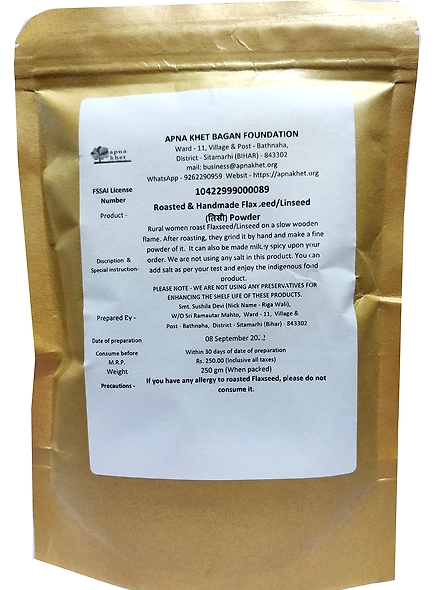 APNA KHET BAGAN FOUNDATION
Ward - 11, Village & Post - Bathnaha,
District - Sitamarhi (BIHAR) - 843302
mail: business@apnakhet.org
WhatsApp - 9262290959 Websit - https://apnakhet.org
apna
khet
FSSAI License
Number
10422999000089
Product -
Roasted & Handmade Flaxseed/Linseed
(तिसी) Powder
Discription &
Special instruction-
Rural women roast Flaxseed/Linseed on a slow wooden
flame. After roasting, they grind it by hand and make a fine
powder of it. It can also be made spicy upon your
order. We are not using any salt in this product. You can
add salt as per your test and enjoy the indigenous food
product.
PLEASE NOTE - WE ARE NOT USING ANY PRESERVATIVES FOR
ENHANCING THE SHELF LIFE OF THESE PRODUCTS.
Prepared By -
Smt. Sushila Devi (Nick Name - Riga Wali),
W/O Sri Ramautar Mahto, Ward - 11, Village &
Post - Bathnaha, District - Sitamarhi (Bihar) - 843302
Date of preparation
08 September
Consume before
Within 30 days of date of preparation
M.R.P.
Rs. 250.00 (Inclusive all taxes)
Weight
250 gm (When packed)
Precautions -
If you have any allergy to roasted Flaxseed, please do not
consume it.